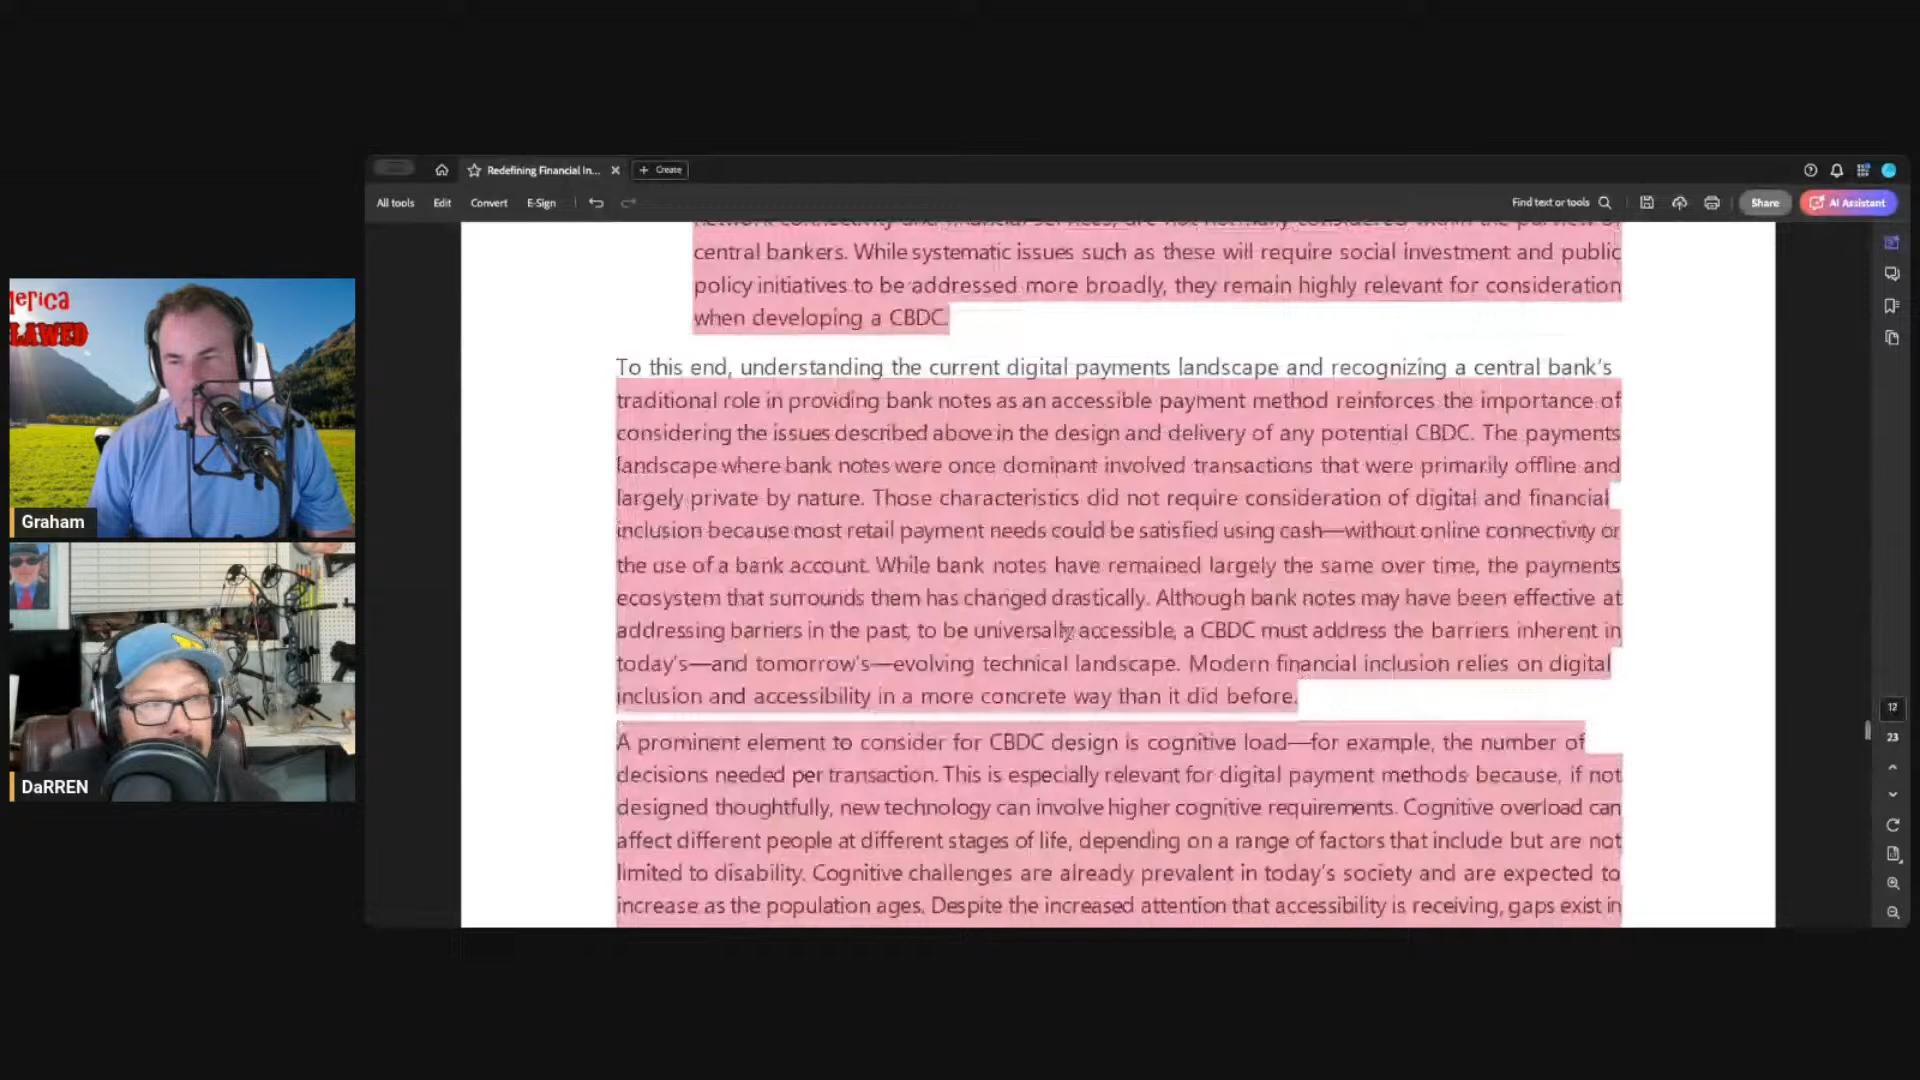 Redefining Financial In...
Create
All tools
Edit
Convert
E-Sign
Find text or tools
Share
AI Assistant
network connectivity and financial services, are not normally considered within the purview of
central bankers. While systematic issues such as these will require social investment and public
policy initiatives to be addressed more broadly, they remain highly relevant for consideration
when developing a CBDC.
To this end, understanding the current digital payments landscape and recognizing a central bank's
traditional role in providing bank notes as an accessible payment method reinforces the importance of
considering the issues described above in the design and delivery of any potential CBDC. The payments
landscape where bank notes were once dominant involved transactions that were primarily offline and
largely private by nature. Those characteristics did not require consideration of digital and financial
inclusion because most retail payment needs could be satisfied using cash—without online connectivity or
the use of a bank account. While bank notes have remained largely the same over time, the payments
ecosystem that surrounds them has changed drastically. Although bank notes may have been effective at
addressing barriers in the past, to be universally accessible, a CBDC must address the barriers inherent in
today's—and tomorrow's—evolving technical landscape. Modern financial inclusion relies on digital
inclusion and accessibility in a more concrete way than it did before.
A prominent element to consider for CBDC design is cognitive load—for example, the number of
decisions needed per transaction. This is especially relevant for digital payment methods because, if not
designed thoughtfully, new technology can involve higher cognitive requirements. Cognitive overload can
affect different people at different stages of life, depending on a range of factors that include but are not
limited to disability. Cognitive challenges are already prevalent in today's society and are expected to
increase as the population ages. Despite the increased attention that accessibility is receiving, gaps exist in
12
23
merica
LAWED
Graham
DaRREN